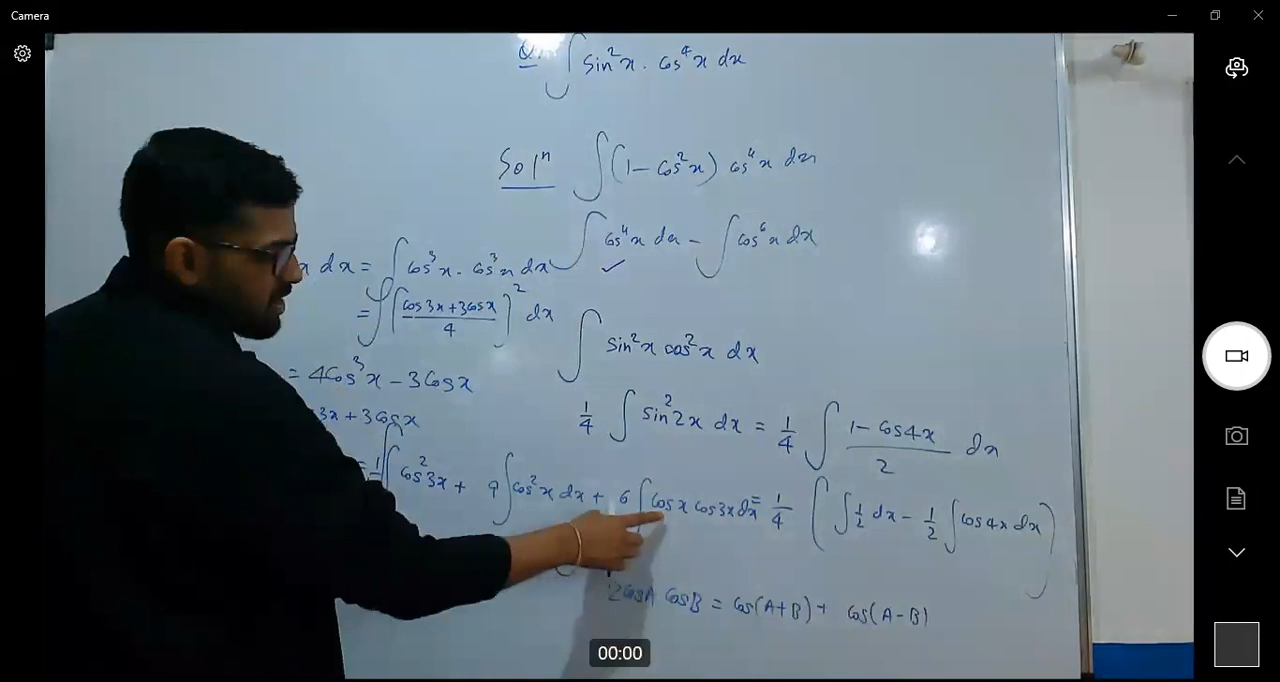 Camera
Q. ∫ Sin²x . Cos⁴x dx
Solⁿ ∫ (1 - Cos²x) Cos⁴x dx
∫ Cos⁴x dx - ∫ Cos⁶x dx
x dx = ∫ Cos³x . Cos³x dx
= ∫ ( (Cos3x + 3Cosx) / 4 )² dx
∫ Sin²x Cos²x dx
= 4Cos³x - 3Cosx
3x + 3Cosx
1/4 ∫ Sin²2x dx = 1/4 ∫ (1 - Cos4x) / 2 dx
= 1 ∫ Cos²3x + 9 ∫ Cos²x dx + 6 ∫ Cosx Cos3x dx
= 1/4 ( ∫ 1/2 dx - 1/2 ∫ Cos4x dx )
2CosA CosB = Cos(A+B) + Cos(A-B)
00:00